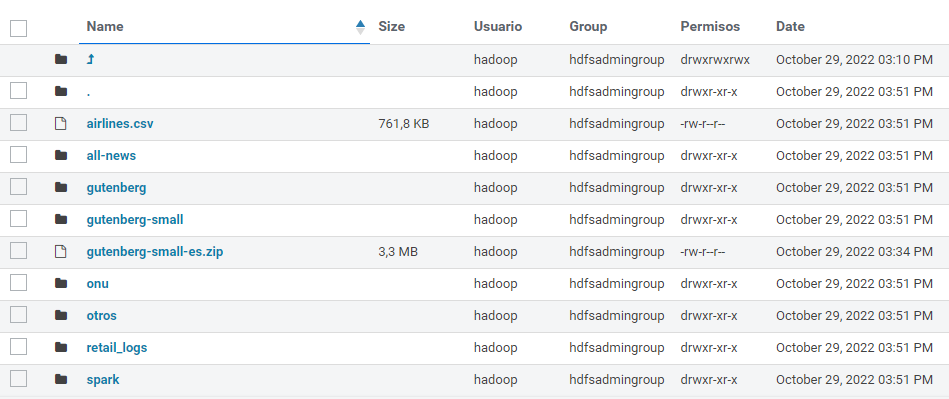 Name Size Usuario Group Permisos Date
hadoop hdfsadmingroup drwxrwxrwx October 29, 2022 03:10 PM
. hadoop hdfsadmingroup drwxr-xr-x October 29, 2022 03:51 PM
airlines.csv 761,8 KB hadoop hdfsadmingroup -rw-r--r-- October 29, 2022 03:51 PM
all-news hadoop hdfsadmingroup drwxr-xr-x October 29, 2022 03:51 PM
gutenberg hadoop hdfsadmingroup drwxr-xr-x October 29, 2022 03:51 PM
gutenberg-small hadoop hdfsadmingroup drwxr-xr-x October 29, 2022 03:51 PM
gutenberg-small-es.zip 3,3 MB hadoop hdfsadmingroup -rw-r--r-- October 29, 2022 03:34 PM
onu hadoop hdfsadmingroup drwxr-xr-x October 29, 2022 03:51 PM
otros hadoop hdfsadmingroup drwxr-xr-x October 29, 2022 03:51 PM
retail_logs hadoop hdfsadmingroup drwxr-xr-x October 29, 2022 03:51 PM
spark hadoop hdfsadmingroup drwxr-xr-x October 29, 2022 03:51 PM